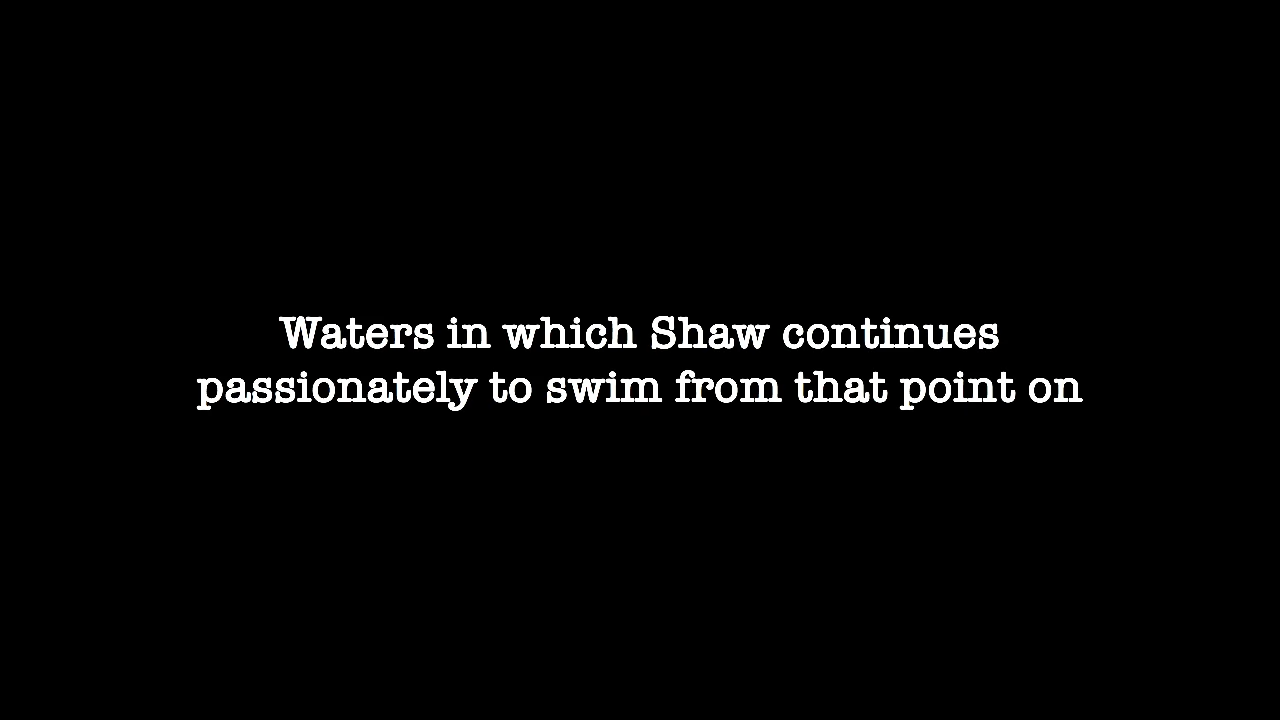 Waters in which Shaw continues
passionately to swim from that point on